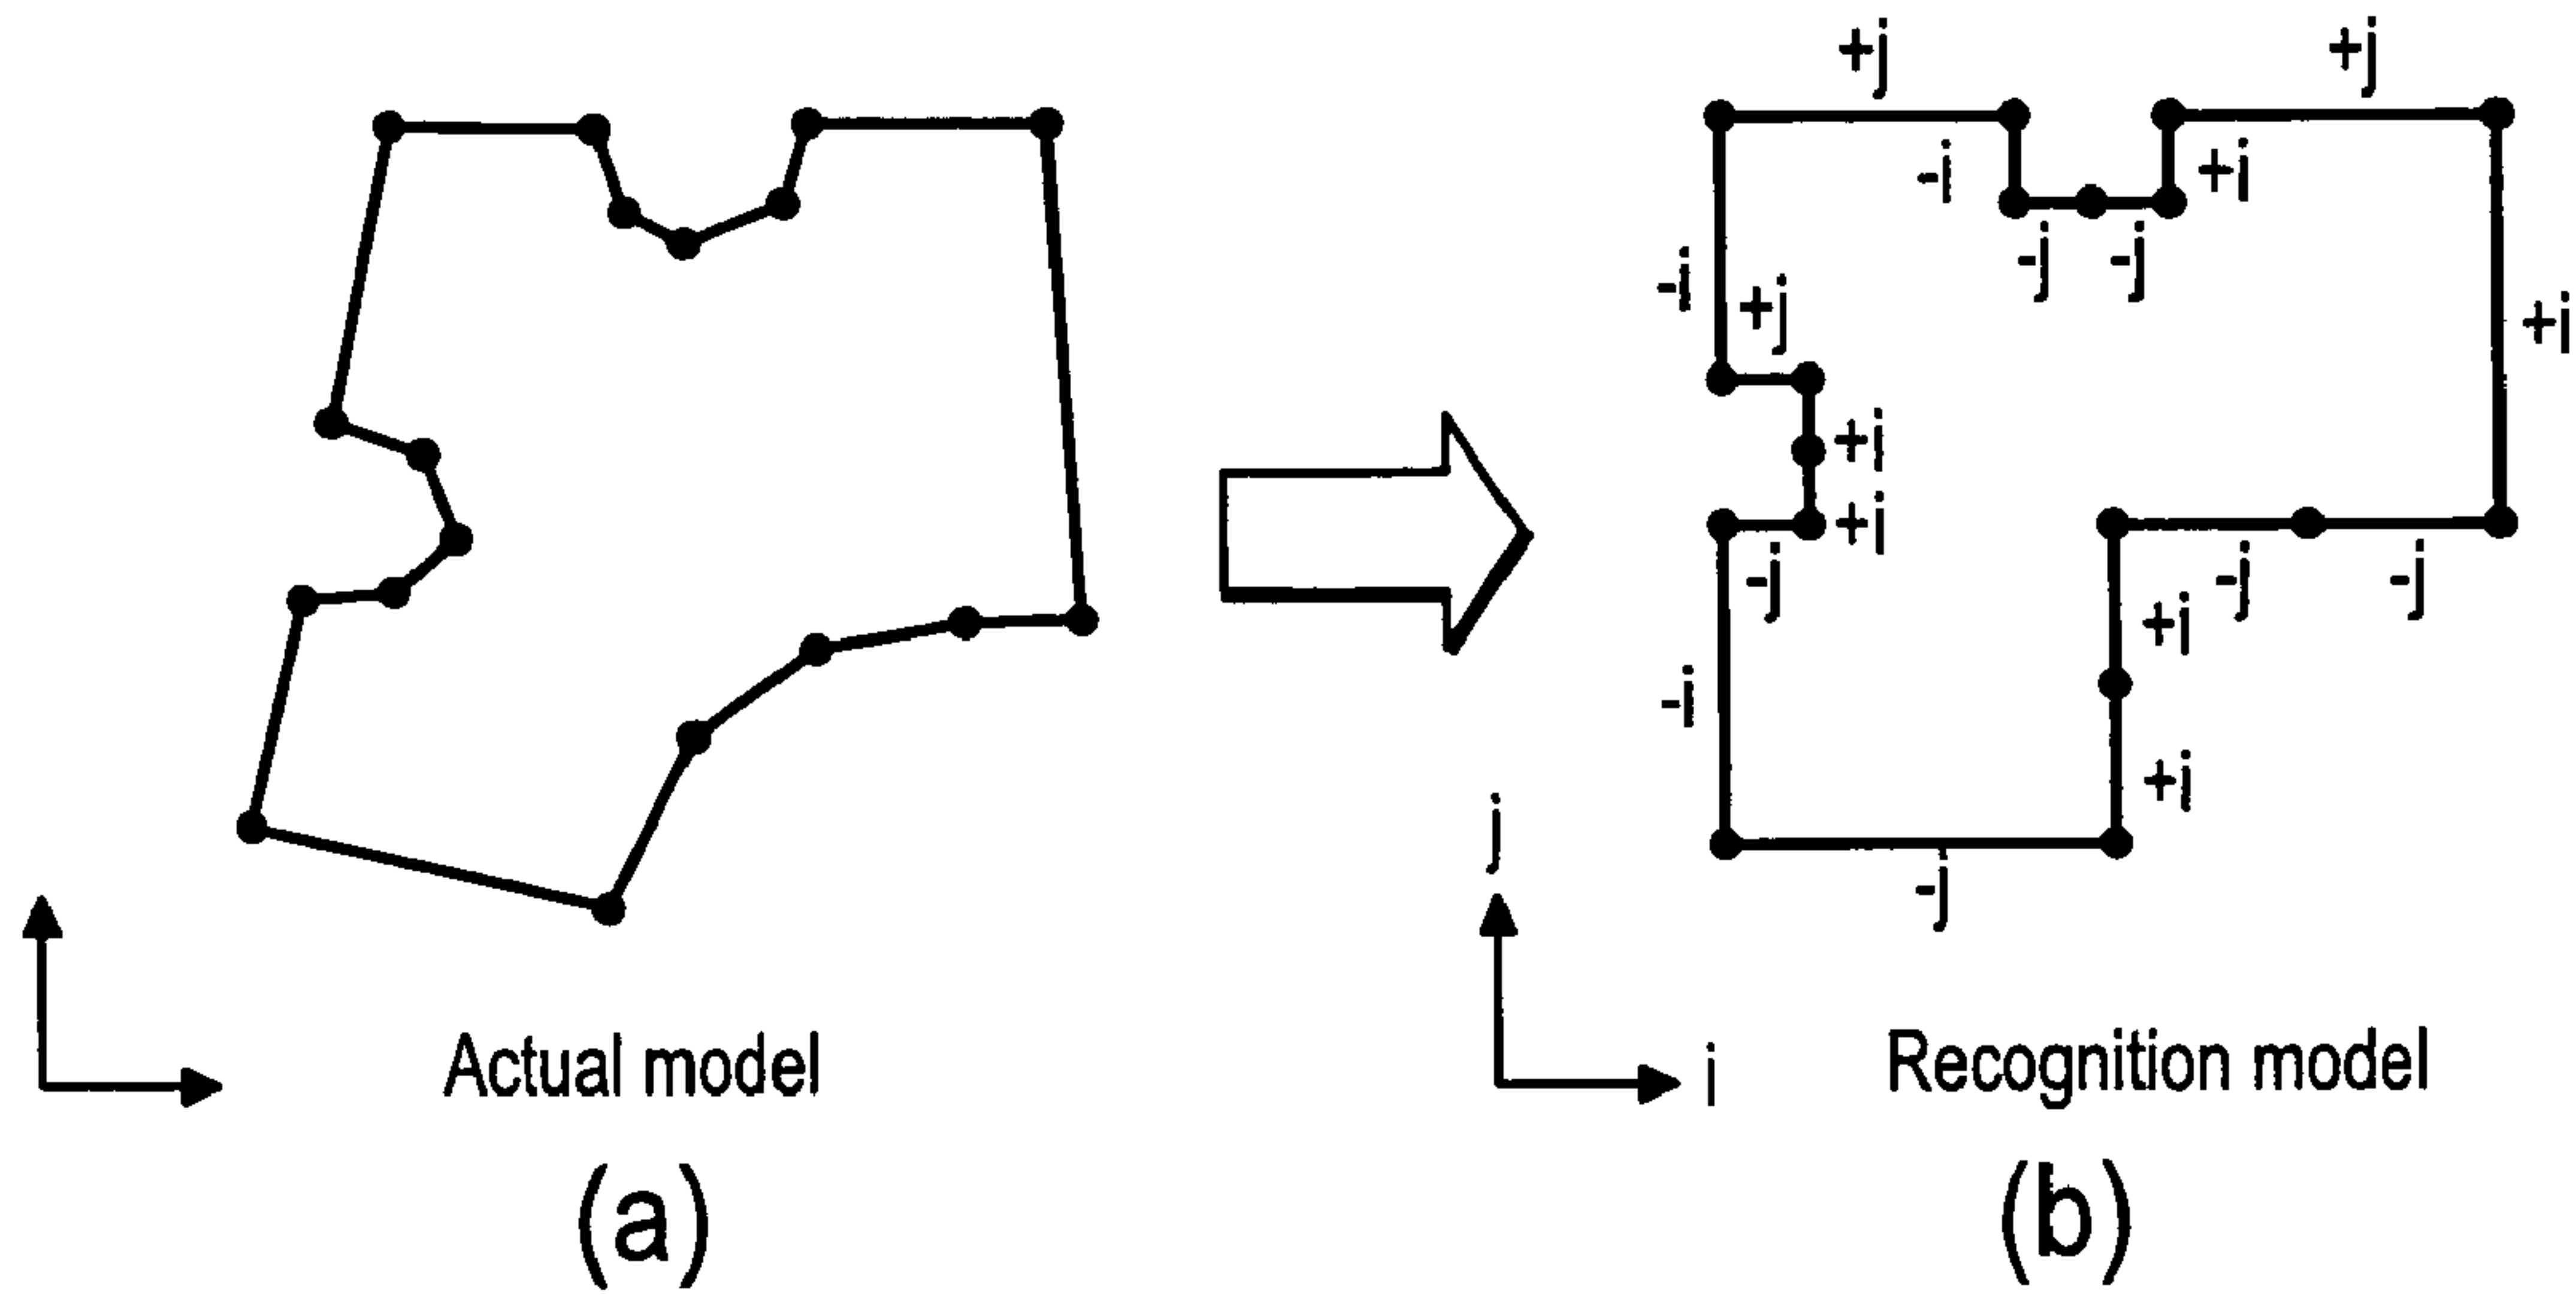 +j +j
-i +i
-j -j
-i +j
+i
+i
+i
-j -j -j
+i
-i
+i
-j
j
i
Actual model Recognition model
(a) (b)